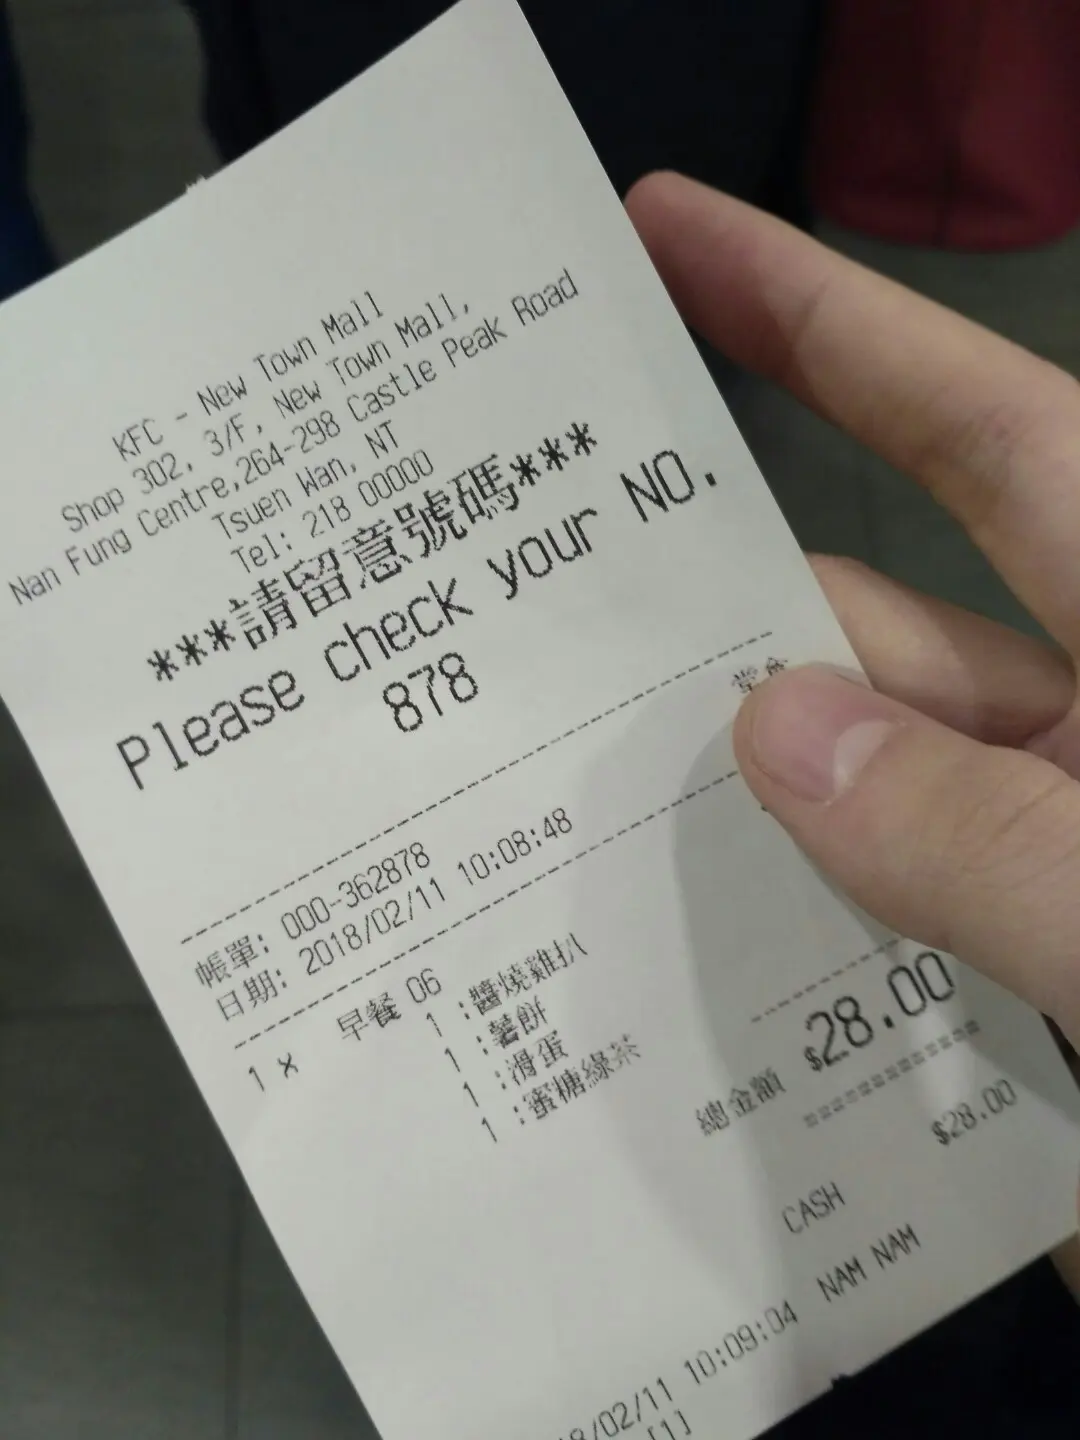 KFC - New Town Mall
Shop 302, 3/F, New Town Mall,
Nan Fung Centre,264-298 Castle Peak Road
Tsuen Wan, NT
Tel: 218 00000
***請留意號碼***
Please check your NO.
878
堂食
帳單: 000-362878
日期: 2018/02/11 10:08:48
1 X 早餐 06
1 :醬燒雞扒
1 :薯餅
1 :滑蛋
1 :蜜糖綠茶
總金額 $28.00
CASH $28.00
NAM NAM
8/02/11 10:09:04
[1]